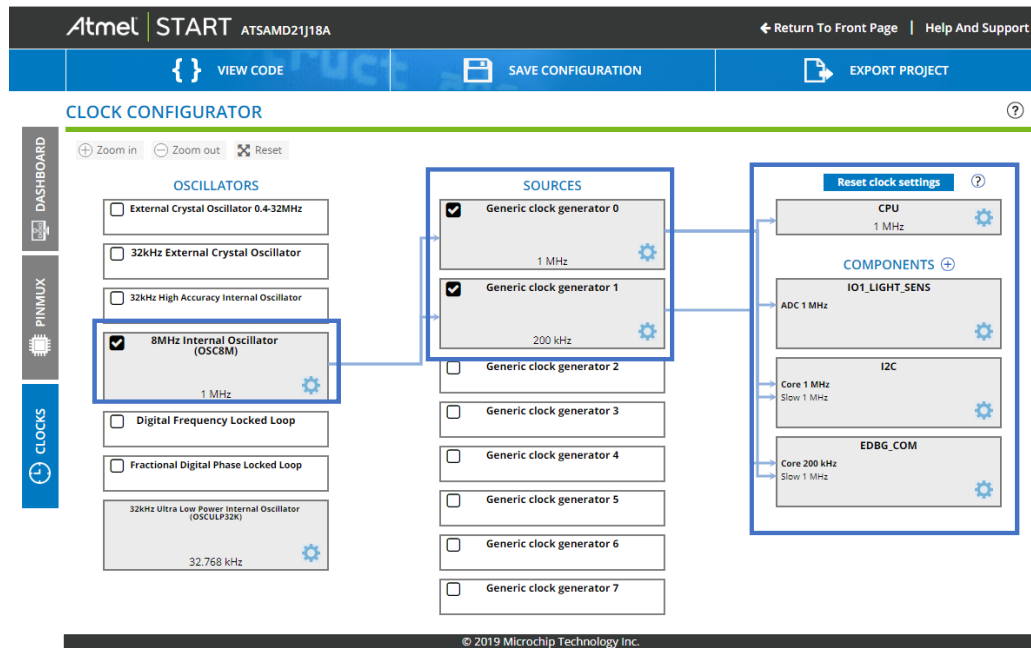 Atmel START ATSAMD21J18A
Return To Front Page | Help And Support
{ } VIEW CODE
SAVE CONFIGURATION
EXPORT PROJECT
CLOCK CONFIGURATOR
?
DASHBOARD
PINMUX
CLOCKS
Zoom in
Zoom out
Reset
OSCILLATORS
External Crystal Oscillator 0.4-32MHz
32kHz External Crystal Oscillator
32kHz High Accuracy Internal Oscillator
8MHz Internal Oscillator
(OSC8M)
1 MHz
Digital Frequency Locked Loop
Fractional Digital Phase Locked Loop
32kHz Ultra Low Power Internal Oscillator
(OSCULP32K)
32.768 kHz
SOURCES
Generic clock generator 0
1 MHz
Generic clock generator 1
200 kHz
Generic clock generator 2
Generic clock generator 3
Generic clock generator 4
Generic clock generator 5
Generic clock generator 6
Generic clock generator 7
Reset clock settings
?
CPU
1 MHz
COMPONENTS
IO1_LIGHT_SENS
ADC 1 MHz
I2C
Core 1 MHz
Slow 1 MHz
EDBG_COM
Core 200 kHz
Slow 1 MHz
© 2019 Microchip Technology Inc.